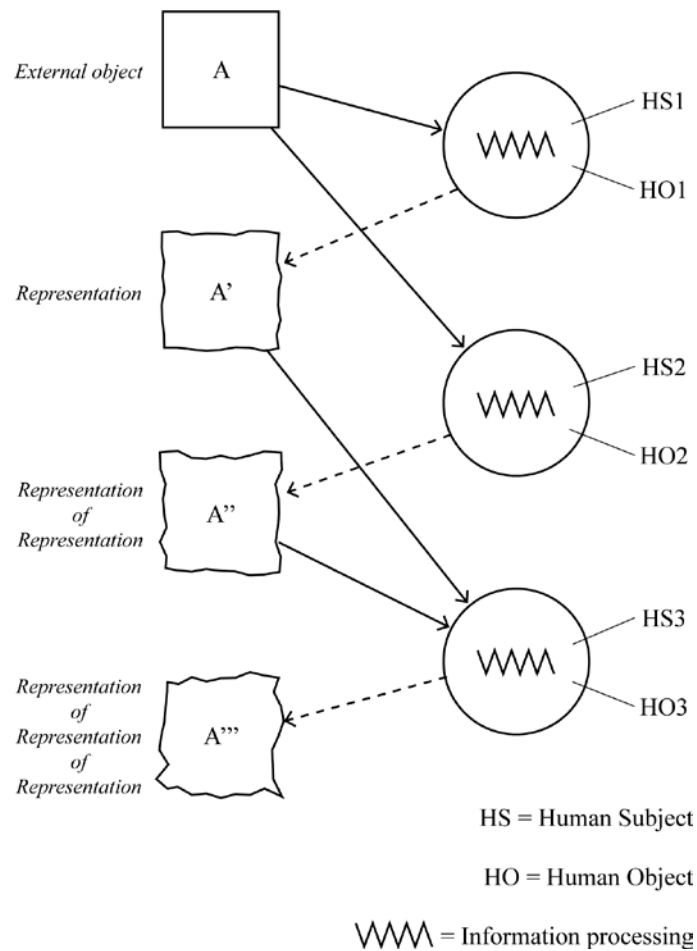 External object
A
HS1
HO1
Representation
A'
HS2
HO2
Representation
of
Representation
A''
HS3
HO3
Representation
of
Representation
of
Representation
A'''
HS = Human Subject
HO = Human Object
= Information processing